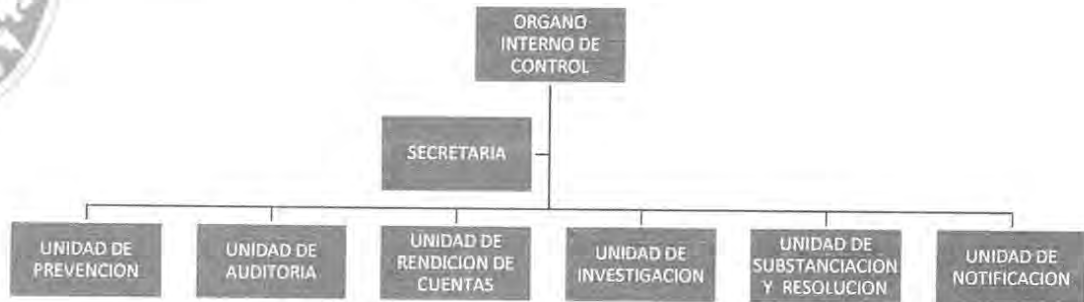 ORGANO
INTERNO DE
CONTROL
SECRETARIA
UNIDAD DE
PREVENCION
UNIDAD DE
AUDITORIA
UNIDAD DE
RENDICION DE
CUENTAS
UNIDAD DE
INVESTIGACION
UNIDAD DE
SUBSTANCIACION
Y RESOLUCION
UNIDAD DE
NOTIFICACION